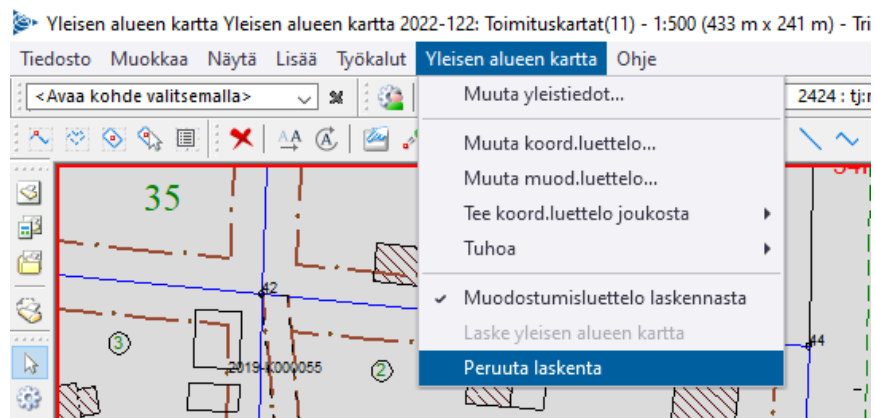 Yleisen alueen kartta Yleisen alueen kartta 2022-122: Toimituskartat(11) - 1:500 (433 m x 241 m) - Tri
Tiedosto Muokkaa Näytä Lisää Työkalut Yleisen alueen kartta Ohje
<Avaa kohde valitsemalla>
2424 : tj:r
Muuta yleistiedot...
Muuta koord.luettelo...
Muuta muod.luettelo...
Tee koord.luettelo joukosta
Tuhoa
Muodostumisluettelo laskennasta
Laske yleisen alueen kartta
Peruuta laskenta
35
42
44
3
2019-K000055
2